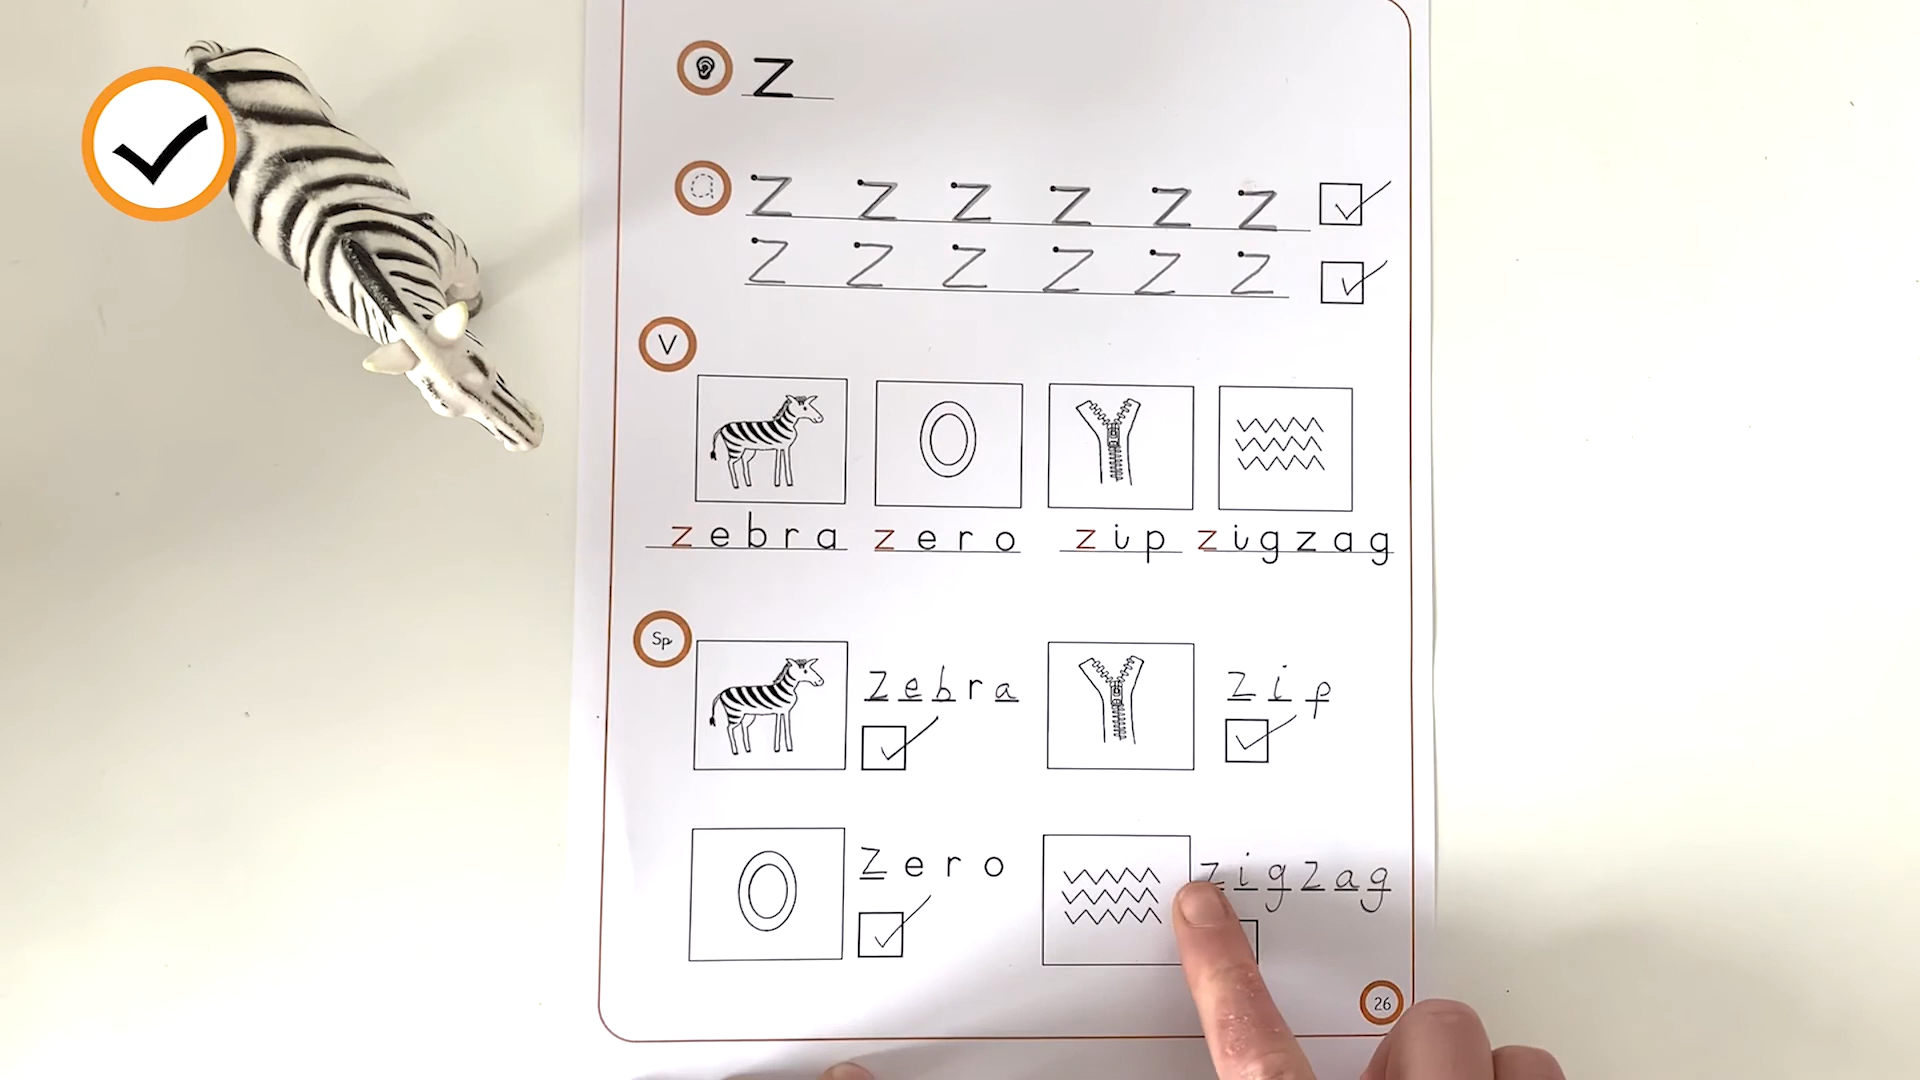 z
a z z z z z z
z z z z z z
V
zebra zero zip zigzag
Sp
zebra zip
zero zigzag
26